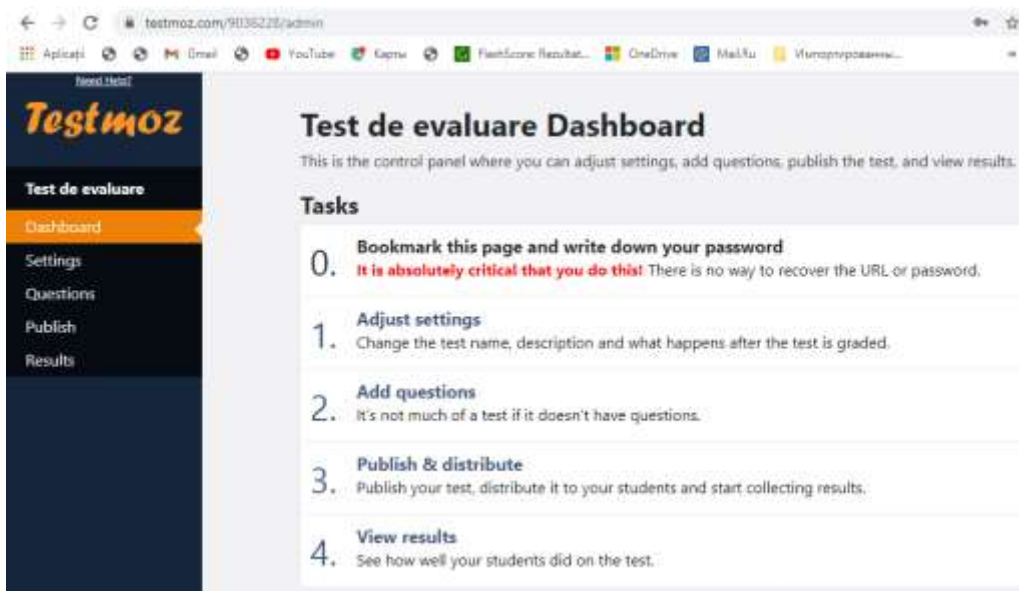 testmoz.com/9036228/admin
Aplicații Gmail YouTube Карты FlashScore: Rezultat... OneDrive Mail.Ru Импортированны...
Need Help?
Testmoz
Test de evaluare
Dashboard
Settings
Questions
Publish
Results
Test de evaluare Dashboard
This is the control panel where you can adjust settings, add questions, publish the test, and view results.
Tasks
0. Bookmark this page and write down your password
It is absolutely critical that you do this! There is no way to recover the URL or password.
1. Adjust settings
Change the test name, description and what happens after the test is graded.
2. Add questions
It's not much of a test if it doesn't have questions.
3. Publish & distribute
Publish your test, distribute it to your students and start collecting results.
4. View results
See how well your students did on the test.